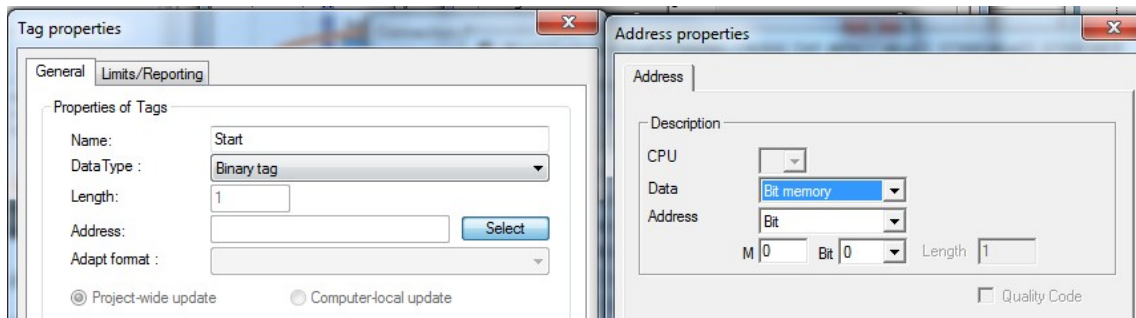 Tag properties
General Limits/Reporting
Properties of Tags
Name: Start
DataType : Binary tag
Length: 1
Address: Select
Adapt format :
Project-wide update Computer-local update
Address properties
Address
Description
CPU
Data Bit memory
Address Bit
M 0 Bit 0 Length 1
Quality Code